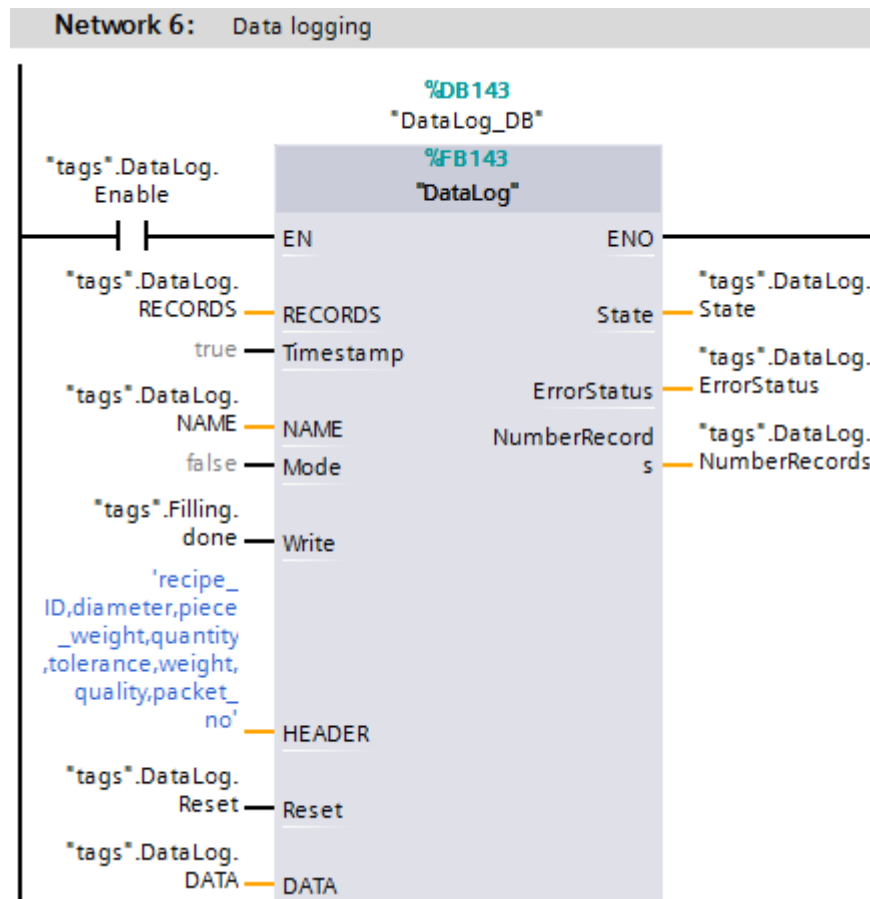 Network 6: Data logging
%DB143
"DataLog_DB"
%FB143
"DataLog"
"tags".DataLog.
Enable
EN
ENO
"tags".DataLog.
RECORDS
RECORDS
State
"tags".DataLog.
State
true
Timestamp
ErrorStatus
"tags".DataLog.
ErrorStatus
"tags".DataLog.
NAME
NAME
NumberRecord
s
"tags".DataLog.
NumberRecords
false
Mode
"tags".Filling.
done
Write
'recipe_
ID,diameter,piece
_weight,quantity
,tolerance,weight,
quality,packet_
no'
HEADER
"tags".DataLog.
Reset
Reset
"tags".DataLog.
DATA
DATA